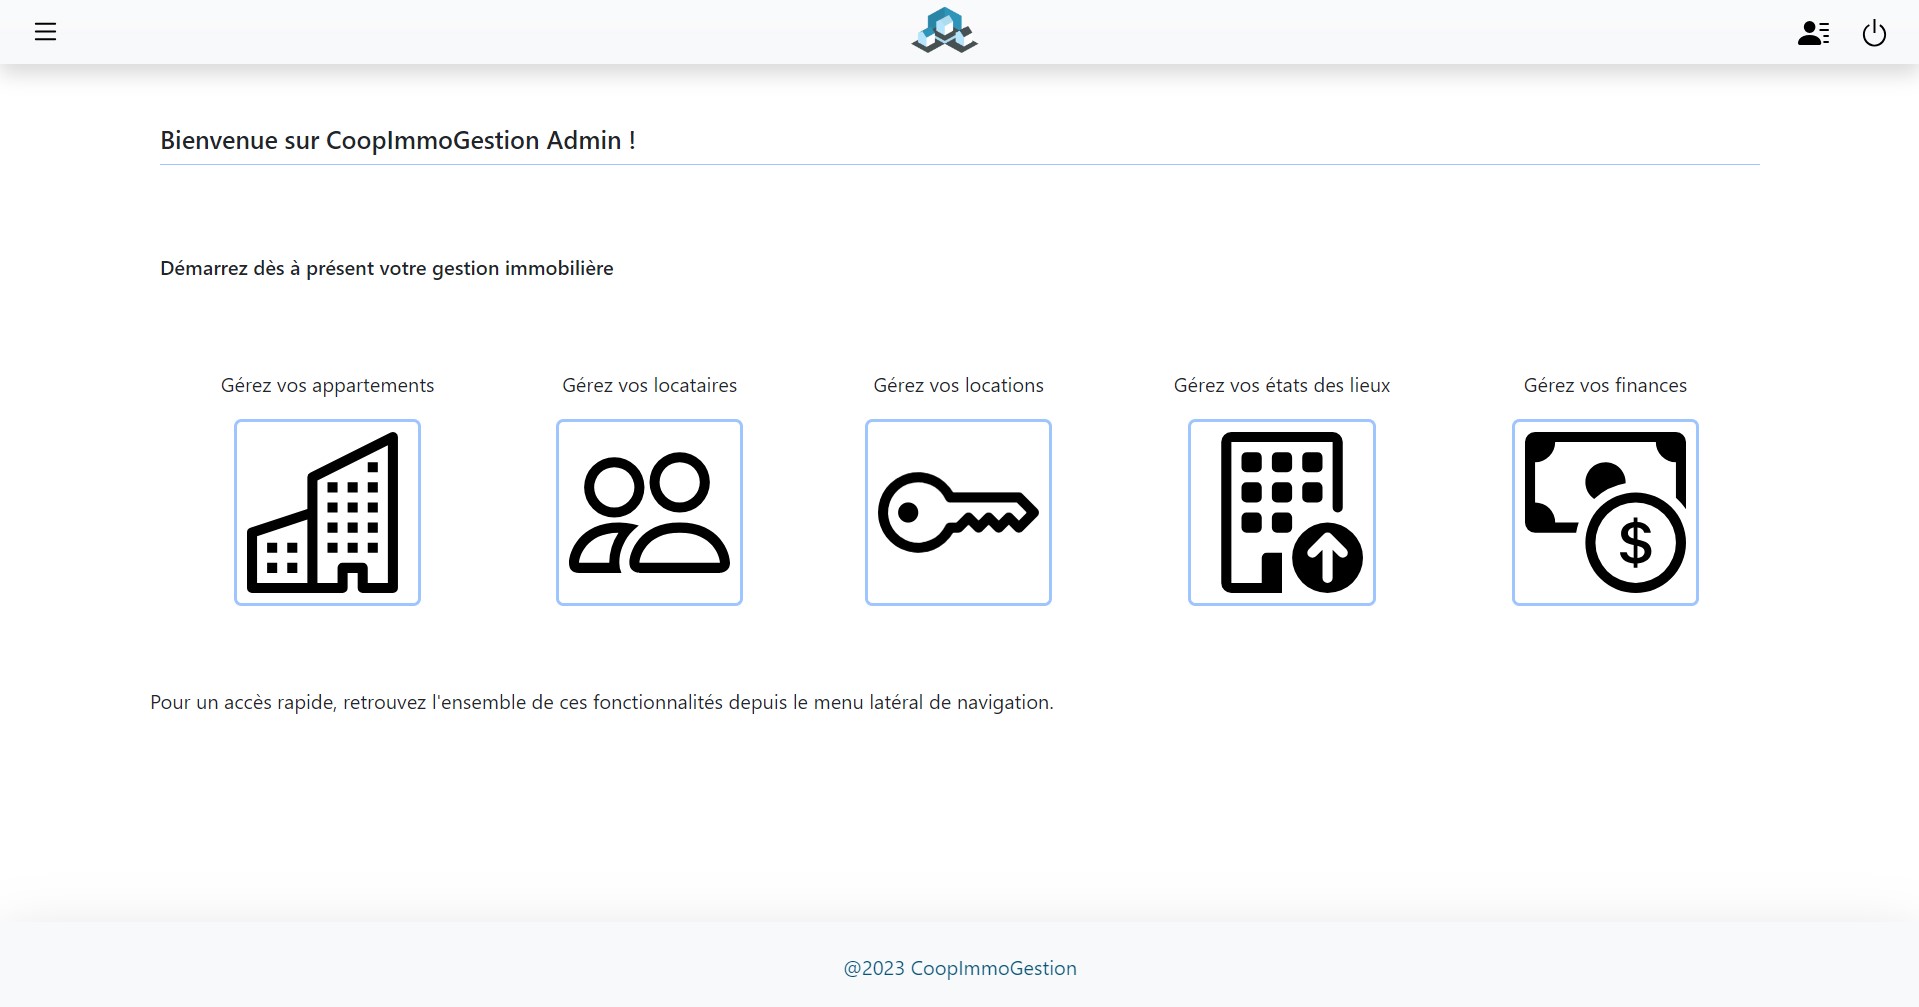 Bienvenue sur CoopImmoGestion Admin !
Démarrez dès à présent votre gestion immobilière
Gérez vos appartements
Gérez vos locataires
Gérez vos locations
Gérez vos états des lieux
Gérez vos finances
$
Pour un accès rapide, retrouvez l'ensemble de ces fonctionnalités depuis le menu latéral de navigation.
@2023 CoopImmoGestion